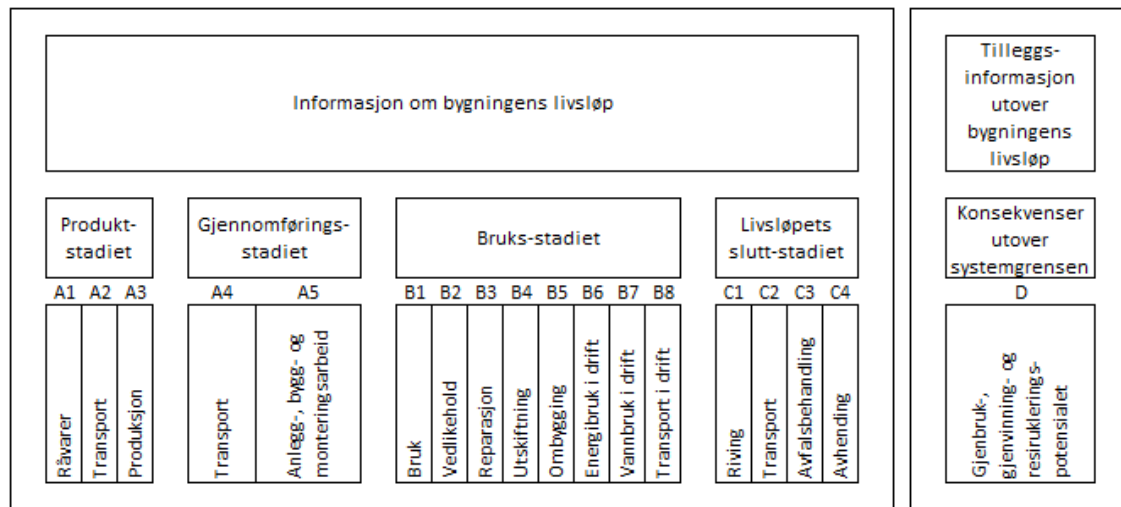 Informasjon om bygningens livsløp
Tilleggs-
informasjon
utover
bygningens
livsløp
Produkt-
stadiet
Gjennomførings-
stadiet
Bruks-stadiet
Livsløpets
slutt-stadiet
Konsekvenser
utover
systemgrensen
A1 A2 A3 A4 A5 B1 B2 B3 B4 B5 B6 B7 B8 C1 C2 C3 C4 D
Råvarer
Transport
Produksjon
Transport
Anlegg-, bygg- og
monteringsarbeid
Bruk
Vedlikehold
Reparasjon
Utskiftning
Ombygging
Energibruk i drift
Vannbruk i drift
Transport i drift
Riving
Transport
Avfalsbehandling
Avhending
Gjenbruk-,
gjenvinning- og
resiruklerings-
potensialet